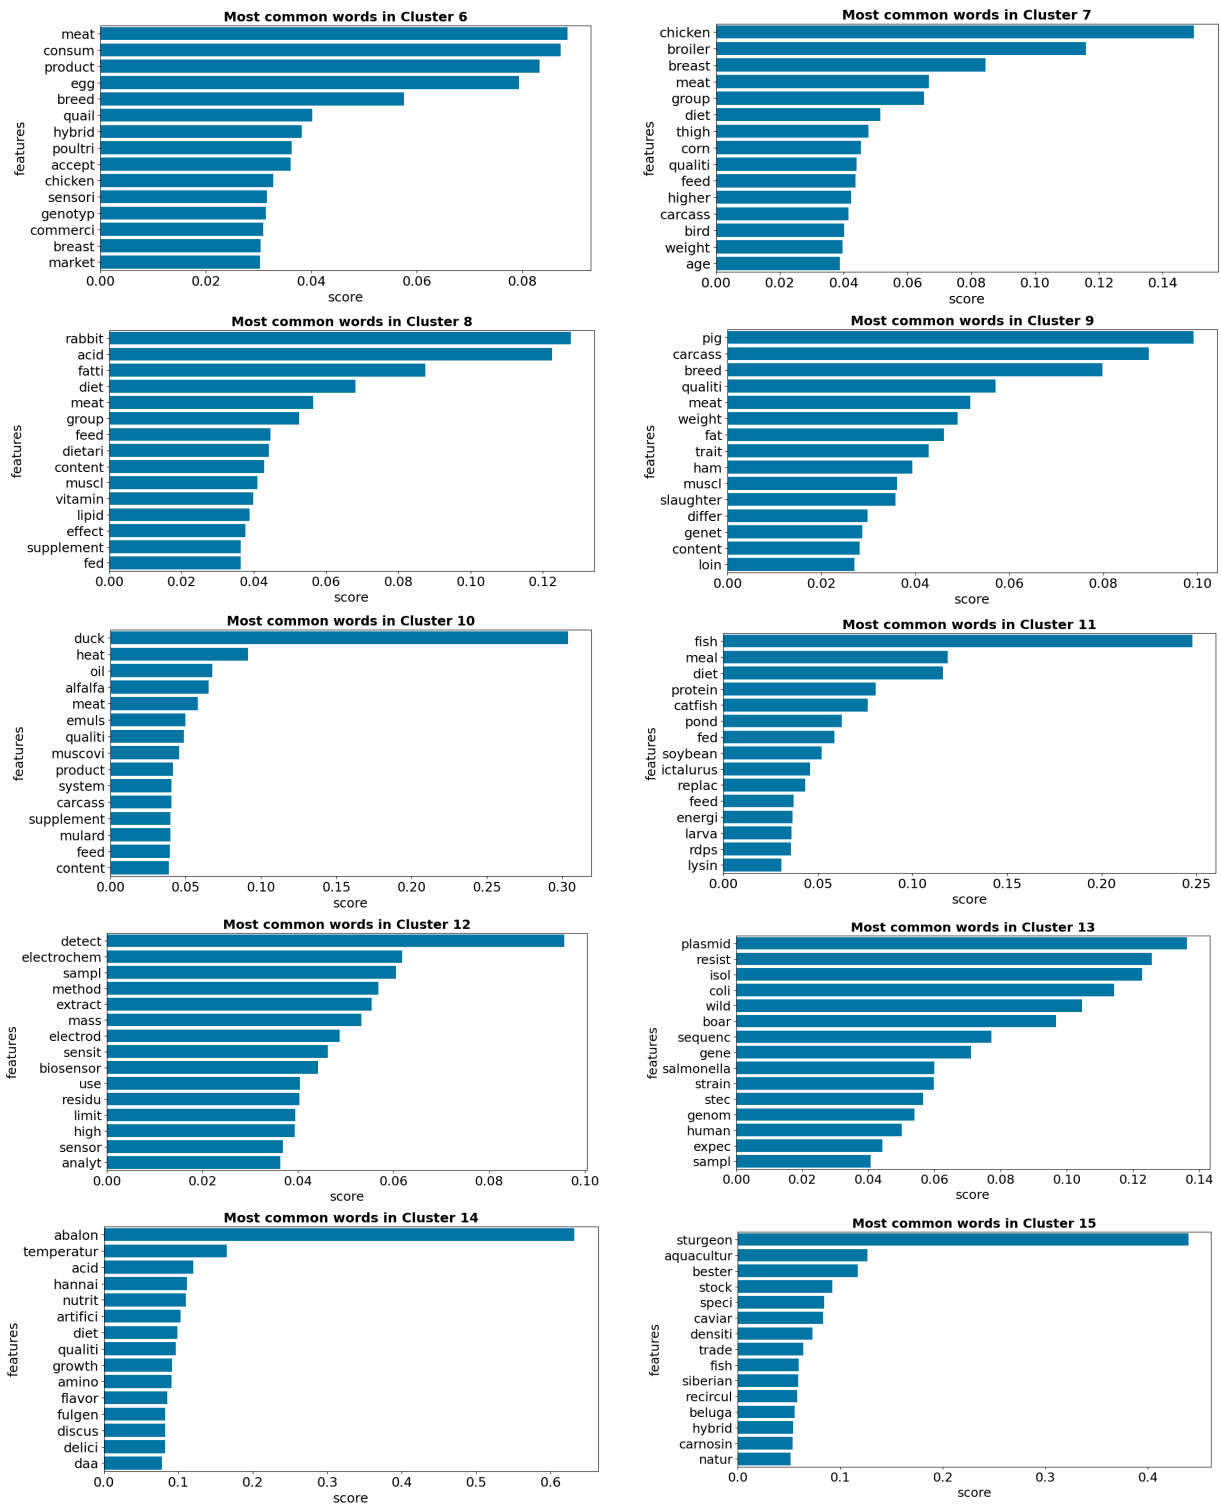 Most common words in Cluster 6
meat
consum
product
egg
breed
quail
hybrid
poultri
accept
chicken
sensori
genotyp
commerci
breast
market
features
0.00 0.02 0.04 0.06 0.08
score
Most common words in Cluster 7
chicken
broiler
breast
meat
group
diet
thigh
corn
qualiti
feed
higher
carcass
bird
weight
age
features
0.00 0.02 0.04 0.06 0.08 0.10 0.12 0.14
score
Most common words in Cluster 8
rabbit
acid
fatti
diet
meat
group
feed
dietari
content
muscl
vitamin
lipid
effect
supplement
fed
features
0.00 0.02 0.04 0.06 0.08 0.10 0.12
score
Most common words in Cluster 9
pig
carcass
breed
qualiti
meat
weight
fat
trait
ham
muscl
slaughter
differ
genet
content
loin
features
0.00 0.02 0.04 0.06 0.08 0.10
score
Most common words in Cluster 10
duck
heat
oil
alfalfa
meat
emuls
qualiti
muscovi
product
system
carcass
supplement
mulard
feed
content
features
0.00 0.05 0.10 0.15 0.20 0.25 0.30
score
Most common words in Cluster 11
fish
meal
diet
protein
catfish
pond
fed
soybean
ictalurus
replac
feed
energi
larva
rdps
lysin
features
0.00 0.05 0.10 0.15 0.20 0.25
score
Most common words in Cluster 12
detect
electrochem
sampl
method
extract
mass
electrod
sensit
biosensor
use
residu
limit
high
sensor
analyt
features
0.00 0.02 0.04 0.06 0.08 0.10
score
Most common words in Cluster 13
plasmid
resist
isol
coli
wild
boar
sequenc
gene
salmonella
strain
stec
genom
human
expec
sampl
features
0.00 0.02 0.04 0.06 0.08 0.10 0.12 0.14
score
Most common words in Cluster 14
abalon
temperatur
acid
hannai
nutrit
artifici
diet
qualiti
growth
amino
flavor
fulgen
discus
delici
daa
features
0.0 0.1 0.2 0.3 0.4 0.5 0.6
score
Most common words in Cluster 15
sturgeon
aquacultur
bester
stock
speci
caviar
densiti
trade
fish
siberian
recircul
beluga
hybrid
carnosin
natur
features
0.0 0.1 0.2 0.3 0.4
score